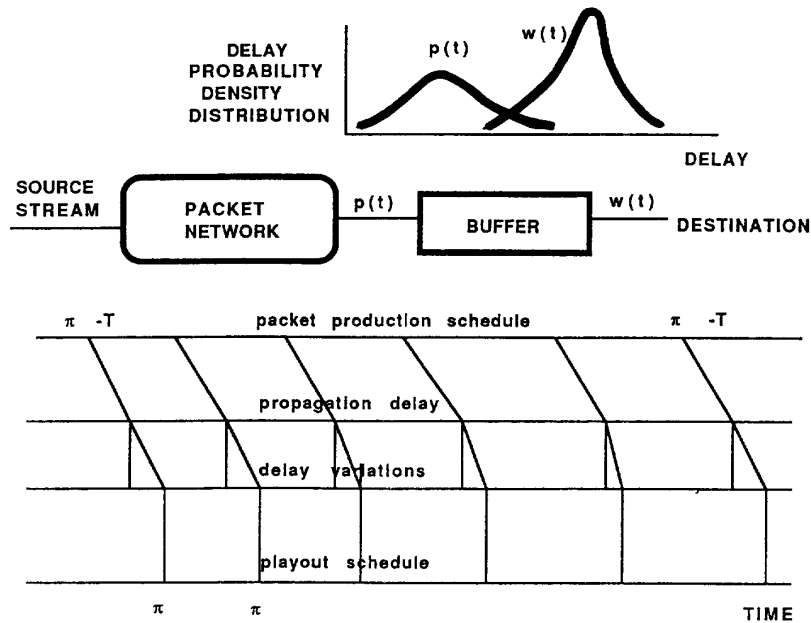 DELAY
PROBABILITY
DENSITY
DISTRIBUTION
p(t)
w(t)
DELAY
SOURCE
STREAM
PACKET
NETWORK
p(t)
BUFFER
w(t)
DESTINATION
π -T
packet production schedule
π -T
propagation delay
delay variations
playout schedule
π
π
TIME